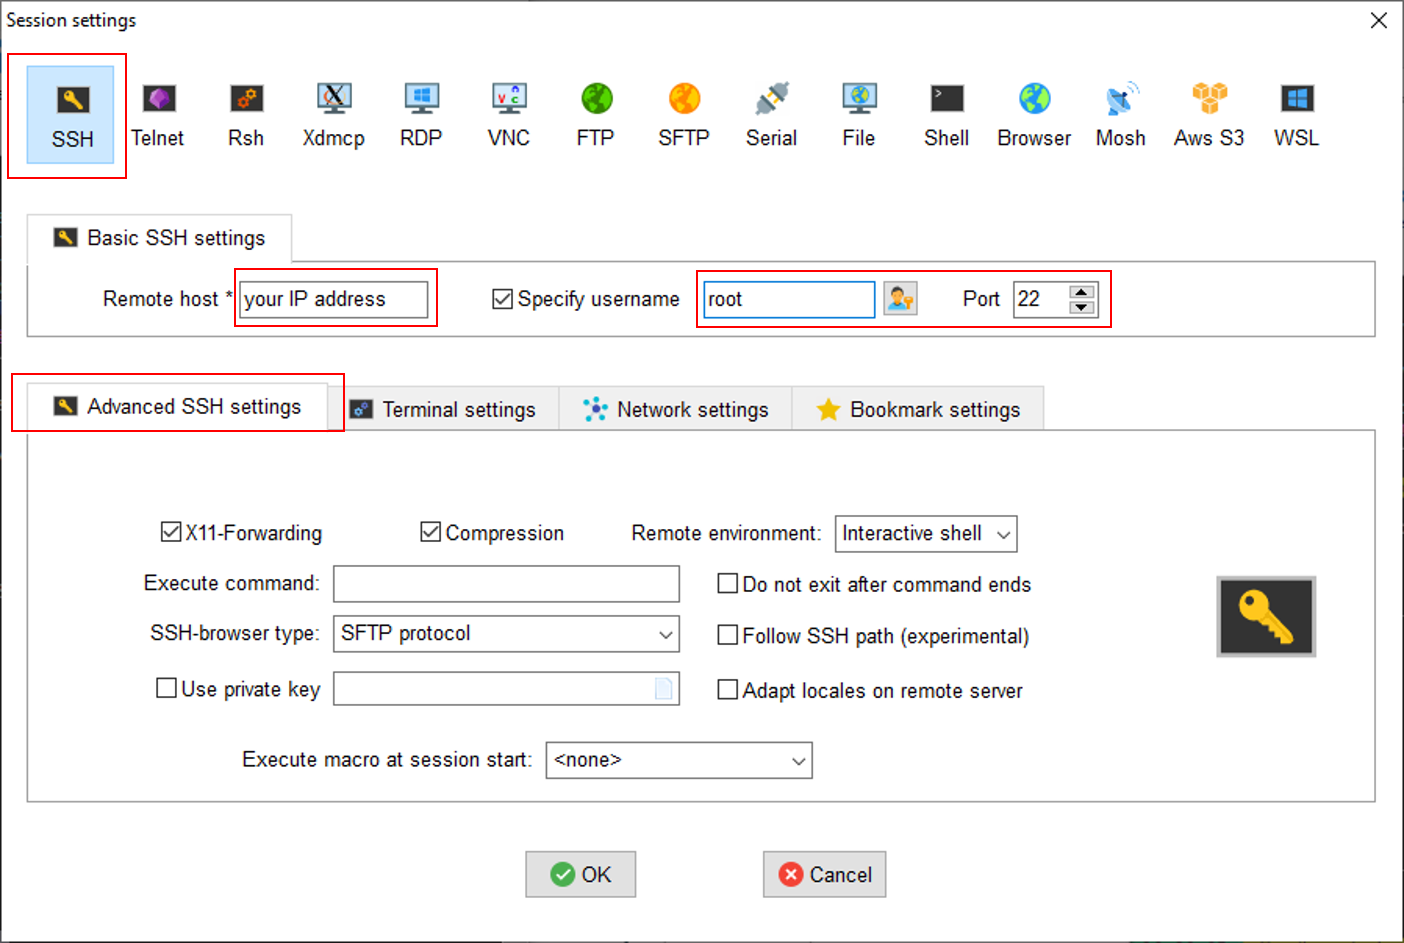 Session settings
SSH Telnet Rsh Xdmcp RDP VNC FTP SFTP Serial File Shell Browser Mosh Aws S3 WSL
Basic SSH settings
Remote host * your IP address Specify username root Port 22
Advanced SSH settings Terminal settings Network settings Bookmark settings
X11-Forwarding Compression Remote environment: Interactive shell
Execute command: Do not exit after command ends
SSH-browser type: SFTP protocol Follow SSH path (experimental)
Use private key Adapt locales on remote server
Execute macro at session start: <none>
OK Cancel